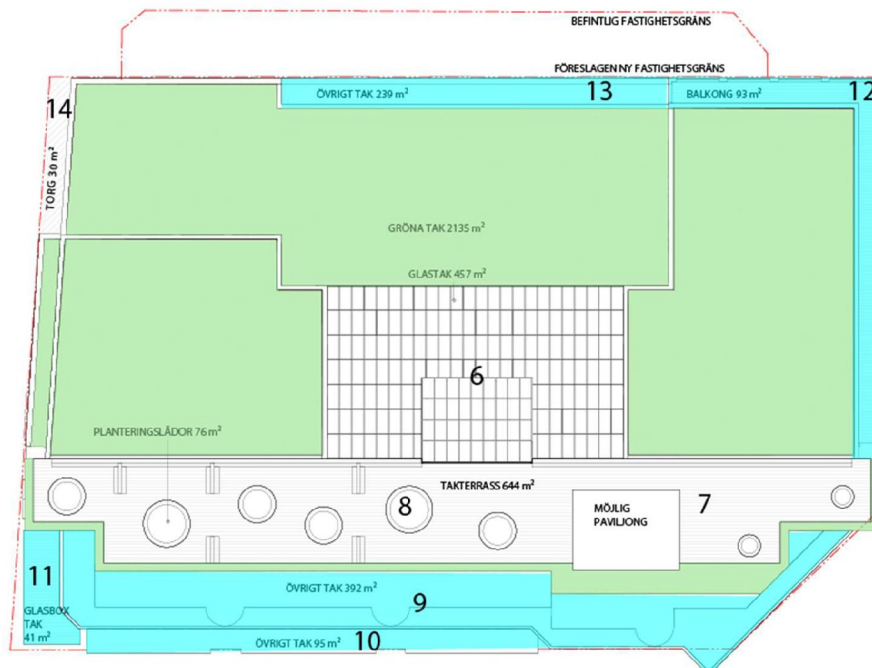 BEFINTLIG FASTIGHETSGRÄNS
FÖRESLAGEN NY FASTIGHETSGRÄNS
ÖVRIGT TAK 239 m²
13
BALKONG 93 m²
12
14
TORG 30 m²
GRÖNA TAK 2135 m²
GLASTAK 457 m²
6
PLANTERINGSLÅDOR 76 m²
TAKTERRASS 644 m²
8
MÖJLIG
PAVILJONG
7
11
GLASBOX
TAK
41 m²
ÖVRIGT TAK 392 m²
9
ÖVRIGT TAK 95 m²
10